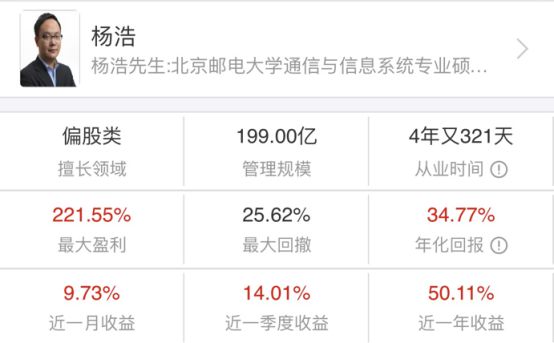 杨浩
杨浩先生:北京邮电大学通信与信息系统专业硕...
偏股类 199.00亿 4年又321天
擅长领域 管理规模 从业时间
221.55% 25.62% 34.77%
最大盈利 最大回撤 年化回报
9.73% 14.01% 50.11%
近一月收益 近一季度收益 近一年收益